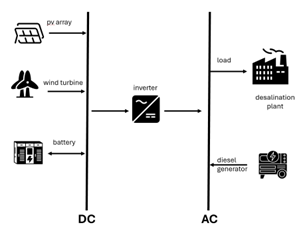 pv array
wind turbine
battery
inverter
load
desalination
plant
diesel
generator
DC
AC